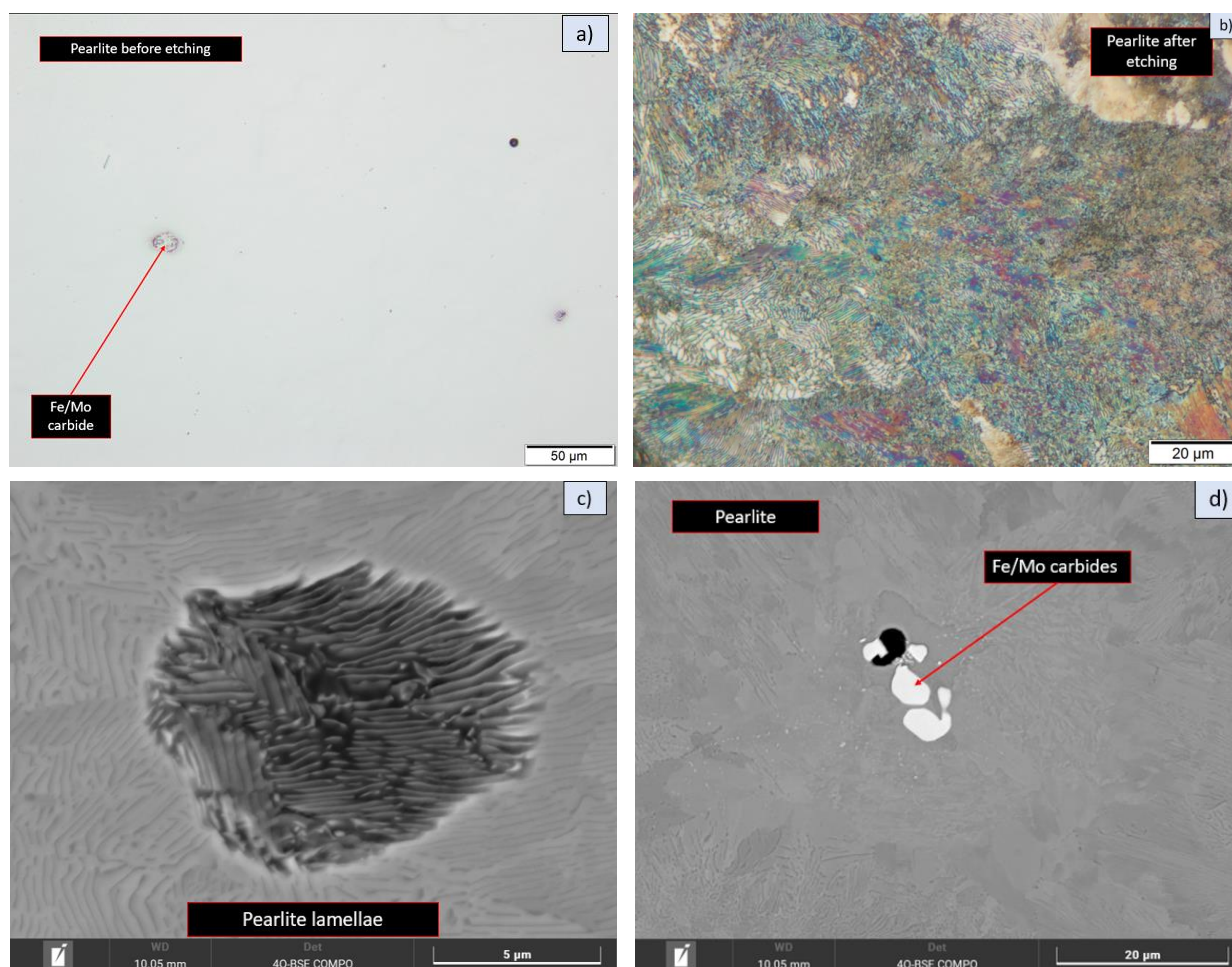 Pearlite before etching
a)
Fe/Mo
carbide
50 µm
b)
Pearlite after
etching
20 µm
c)
Pearlite lamellae
WD
10.05 mm
Det
4Q-BSE COMPO
5 µm
d)
Pearlite
Fe/Mo carbides
WD
10.05 mm
Det
4Q-BSE COMPO
20 µm